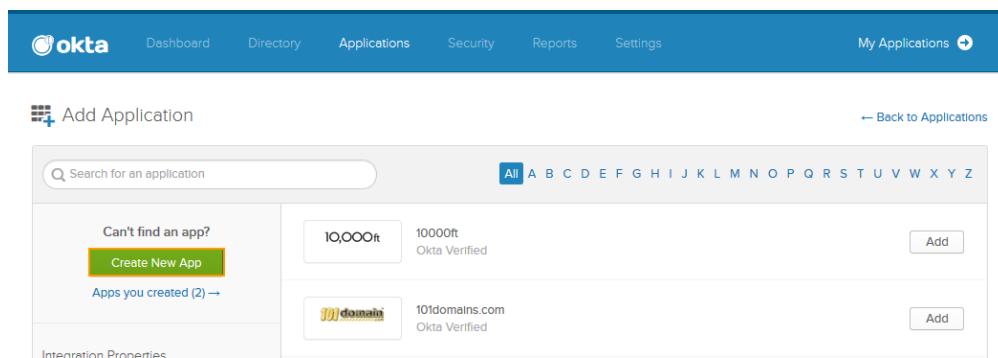 okta Dashboard Directory Applications Security Reports Settings My Applications
Add Application
← Back to Applications
Search for an application
All A B C D E F G H I J K L M N O P Q R S T U V W X Y Z
Can't find an app?
Create New App
Apps you created (2) →
Integration Properties
10,000ft
10000ft
Okta Verified
Add
101domain
101domains.com
Okta Verified
Add